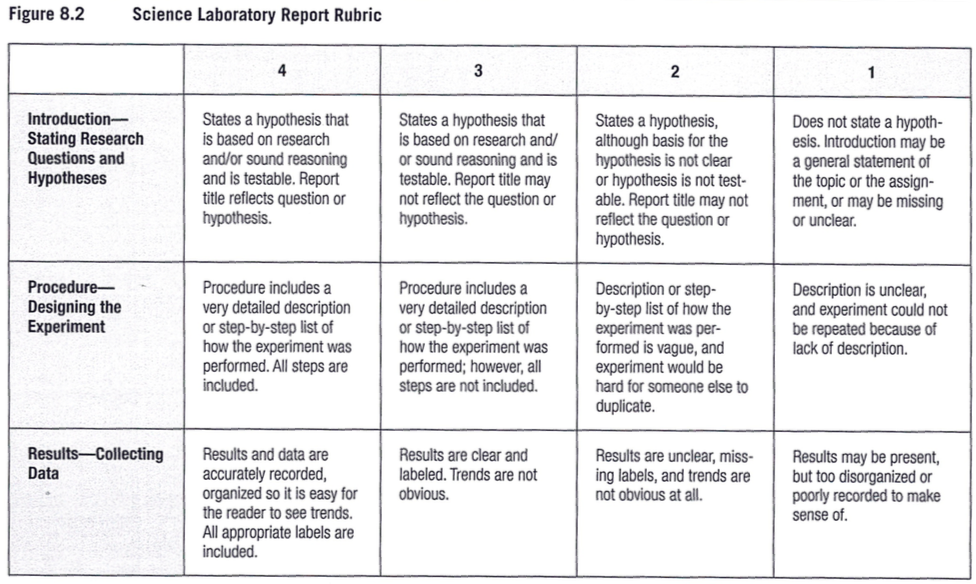 Figure 8.2 Science Laboratory Report Rubric
4 3 2 1
Introduction—
Stating Research
Questions and
Hypotheses
States a hypothesis that
is based on research
and/or sound reasoning
and is testable. Report
title reflects question or
hypothesis.
States a hypothesis that
is based on research and/
or sound reasoning and is
testable. Report title may
not reflect the question or
hypothesis.
States a hypothesis,
although basis for the
hypothesis is not clear
or hypothesis is not test-
able. Report title may not
reflect the question or
hypothesis.
Does not state a hypoth-
esis. Introduction may be
a general statement of
the topic or the assign-
ment, or may be missing
or unclear.
Procedure—
Designing the
Experiment
Procedure includes a
very detailed description
or step-by-step list of
how the experiment was
performed. All steps are
included.
Procedure includes a
very detailed description
or step-by-step list of
how the experiment was
performed; however, all
steps are not included.
Description or step-
by-step list of how the
experiment was per-
formed is vague, and
experiment would be
hard for someone else to
duplicate.
Description is unclear,
and experiment could not
be repeated because of
lack of description.
Results—Collecting
Data
Results and data are
accurately recorded,
organized so it is easy for
the reader to see trends.
All appropriate labels are
included.
Results are clear and
labeled. Trends are not
obvious.
Results are unclear, miss-
ing labels, and trends are
not obvious at all.
Results may be present,
but too disorganized or
poorly recorded to make
sense of.